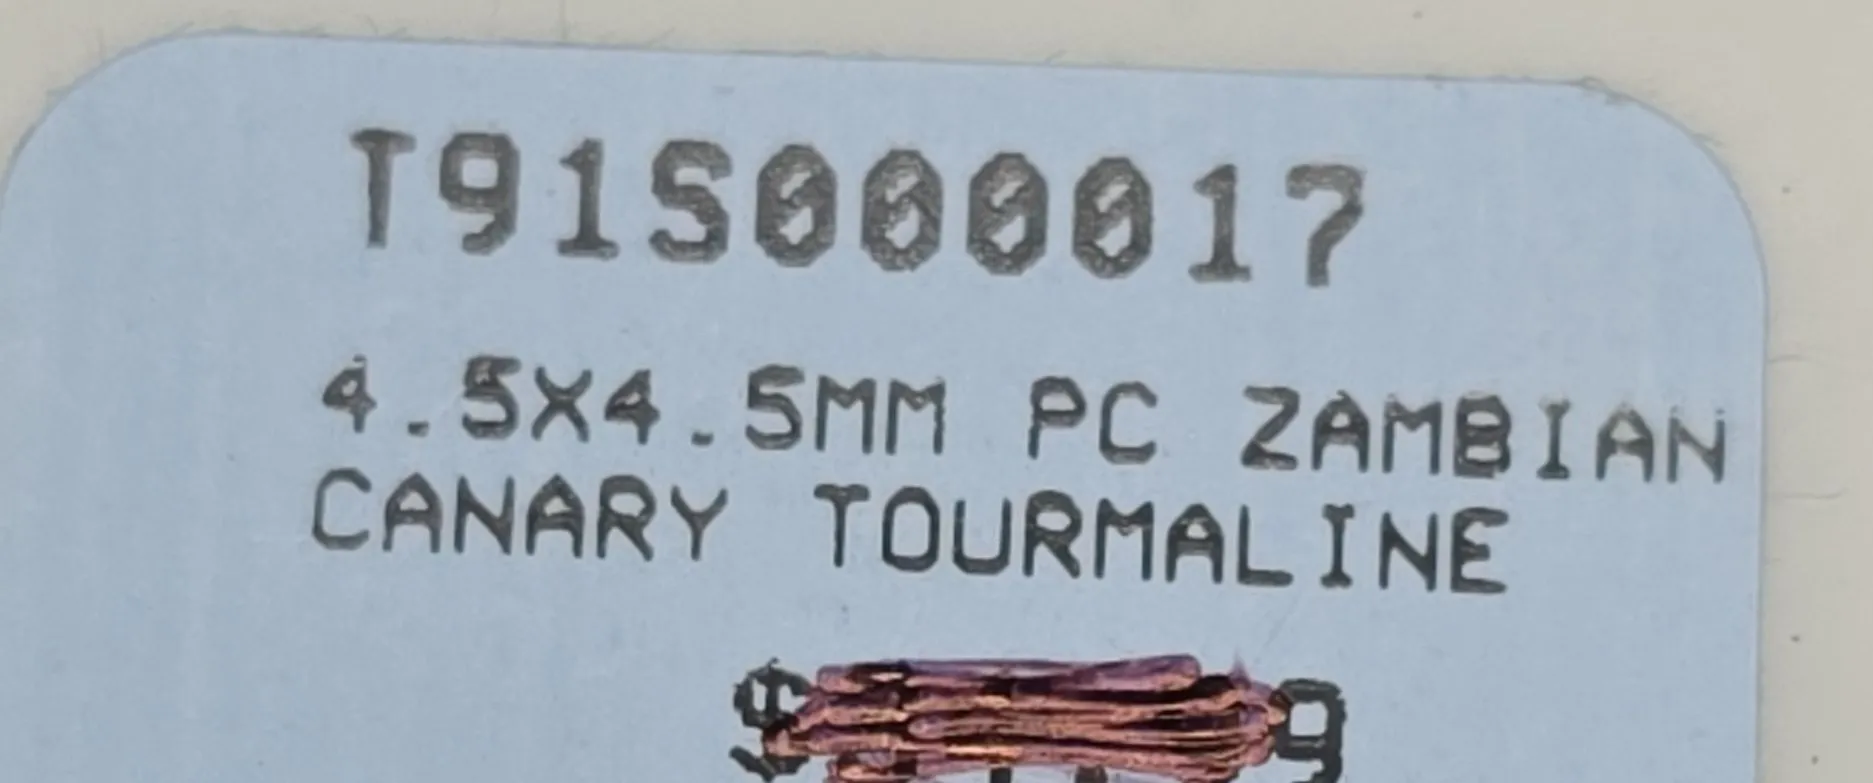 T91S000017
4.5X4.5MM PC ZAMBIAN
CANARY TOURMALINE